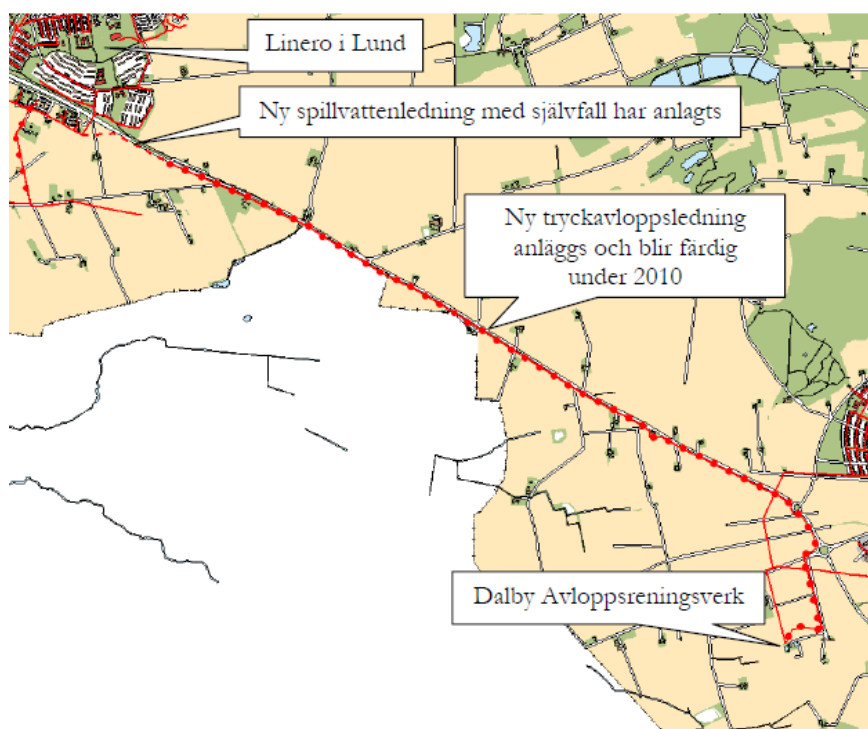 Linero i Lund
Ny spillvattenledning med självfall har anlagts
Ny tryckavloppsledning
anläggs och blir färdig
under 2010
Dalby Avloppsreningsverk